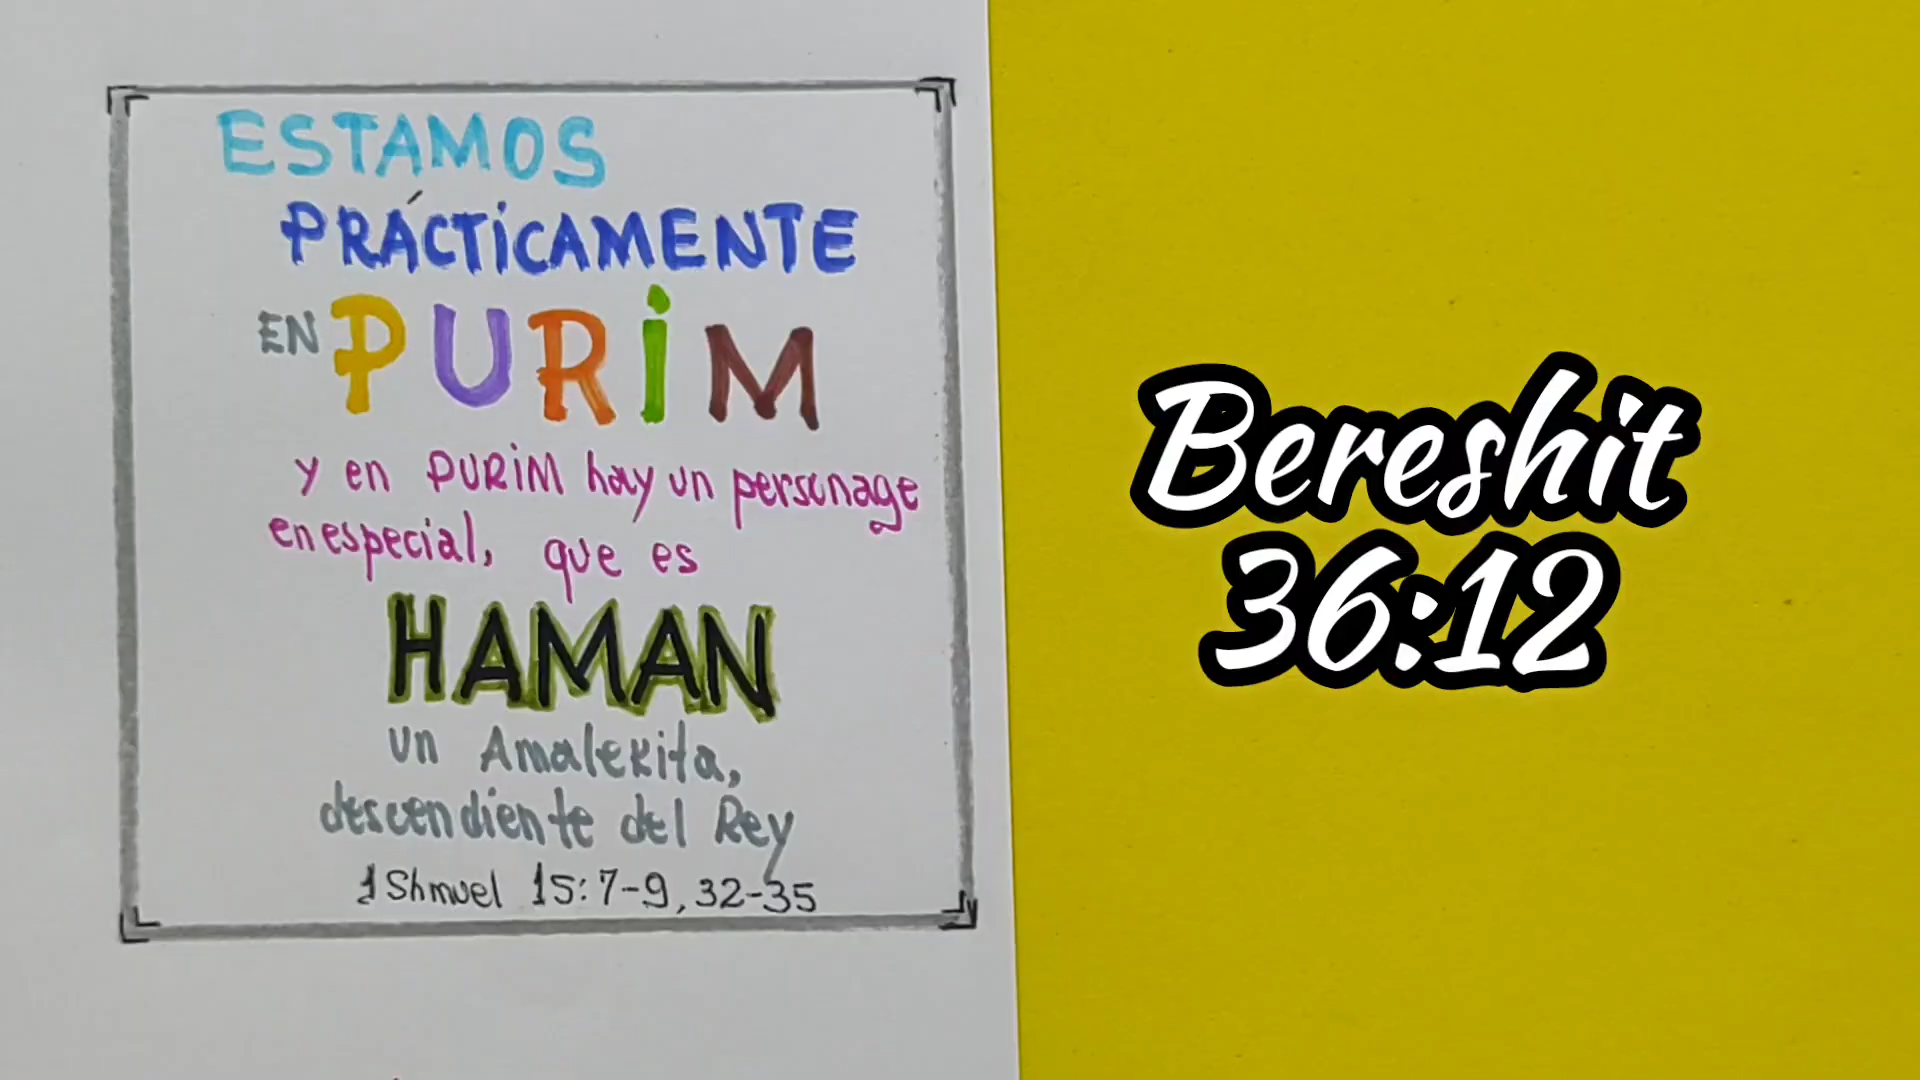 ESTAMOS
PRÁCTICAMENTE
EN PURiM
y en PURiM hay un personage
en especial, que es
HAMAN
un Amalekita,
descendiente del Rey
1 Shmuel 15:7-9, 32-35
Bereshit
36:12